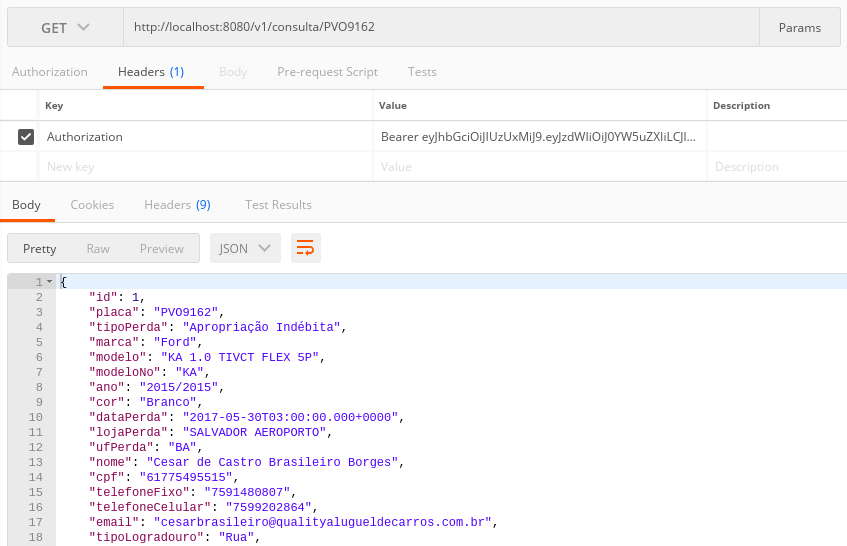 GET http://localhost:8080/v1/consulta/PVO9162 Params
Authorization Headers (1) Body Pre-request Script Tests
Key Value Description
Authorization Bearer eyJhbGciOiJIUzUxMiJ9.eyJzdWIiOiJ0YW5uZXIiLCJl...
New key Value Description
Body Cookies Headers (9) Test Results
Pretty Raw Preview JSON
1 {
2 "id": 1,
3 "placa": "PVO9162",
4 "tipoPerda": "Apropriação Indébita",
5 "marca": "Ford",
6 "modelo": "KA 1.0 TIVCT FLEX 5P",
7 "modeloNo": "KA",
8 "ano": "2015/2015",
9 "cor": "Branco",
10 "dataPerda": "2017-05-30T03:00:00.000+0000",
11 "lojaPerda": "SALVADOR AEROPORTO",
12 "ufPerda": "BA",
13 "nome": "Cesar de Castro Brasileiro Borges",
14 "cpf": "61775495515",
15 "telefoneFixo": "7591480807",
16 "telefoneCelular": "7599202864",
17 "email": "cesarbrasileiro@qualityalugueldecarros.com.br",
18 "tipoLogradouro": "Rua",